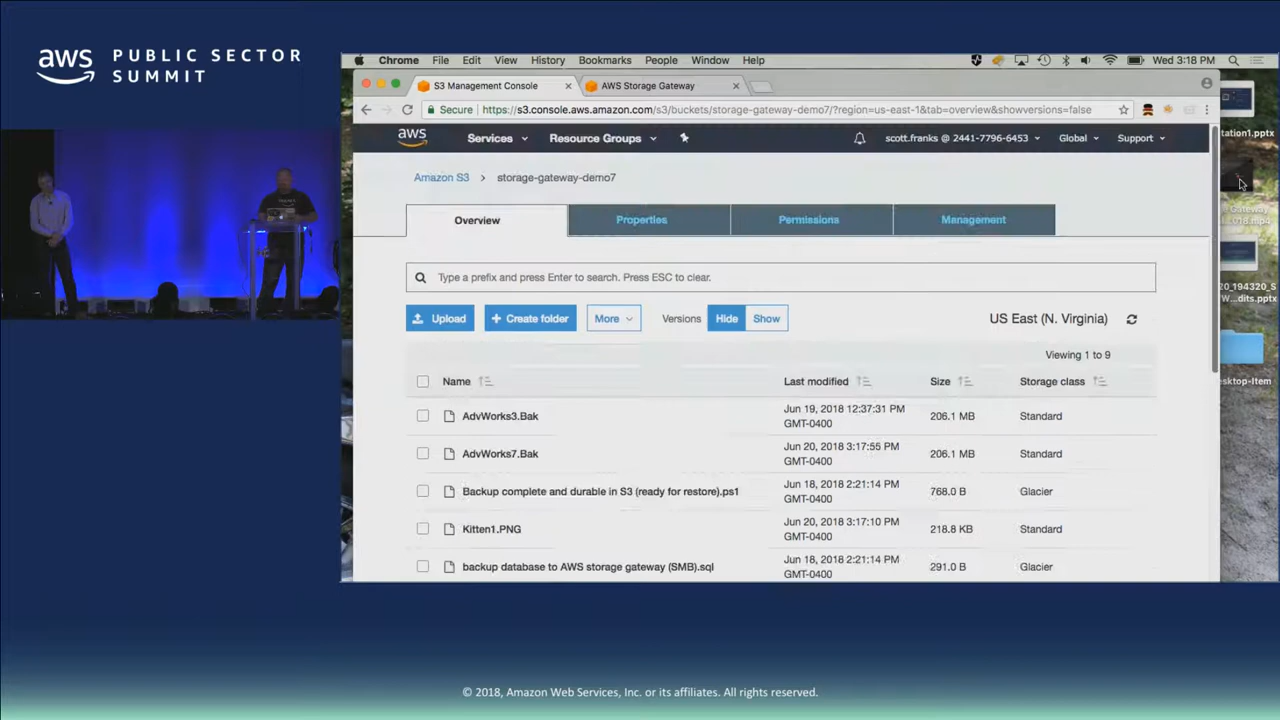 aws PUBLIC SECTOR
SUMMIT
Chrome File Edit View History Bookmarks People Window Help Wed 3:18 PM
S3 Management Console AWS Storage Gateway
Secure https://s3.console.aws.amazon.com/s3/buckets/storage-gateway-demo7/?region=us-east-1&tab=overview&showversions=false
tation1.pptx
aws Services Resource Groups scott.franks @ 2441-7796-6453 Global Support
Amazon S3 > storage-gateway-demo7
Gateway
018.mp4
Overview Properties Permissions Management
Type a prefix and press Enter to search. Press ESC to clear.
20_194320_S
W...dits.pptx
Upload Create folder More Versions Hide Show US East (N. Virginia)
Viewing 1 to 9
Name Last modified Size Storage class
esktop-Item
AdvWorks3.Bak Jun 19, 2018 12:37:31 PM GMT-0400 206.1 MB Standard
AdvWorks7.Bak Jun 20, 2018 3:17:55 PM GMT-0400 206.1 MB Standard
Backup complete and durable in S3 (ready for restore).ps1 Jun 18, 2018 2:21:14 PM GMT-0400 768.0 B Glacier
Kitten1.PNG Jun 20, 2018 3:17:10 PM GMT-0400 218.8 KB Standard
backup database to AWS storage gateway (SMB).sql Jun 18, 2018 2:21:14 PM GMT-0400 291.0 B Glacier
© 2018, Amazon Web Services, Inc. or its affiliates. All rights reserved.